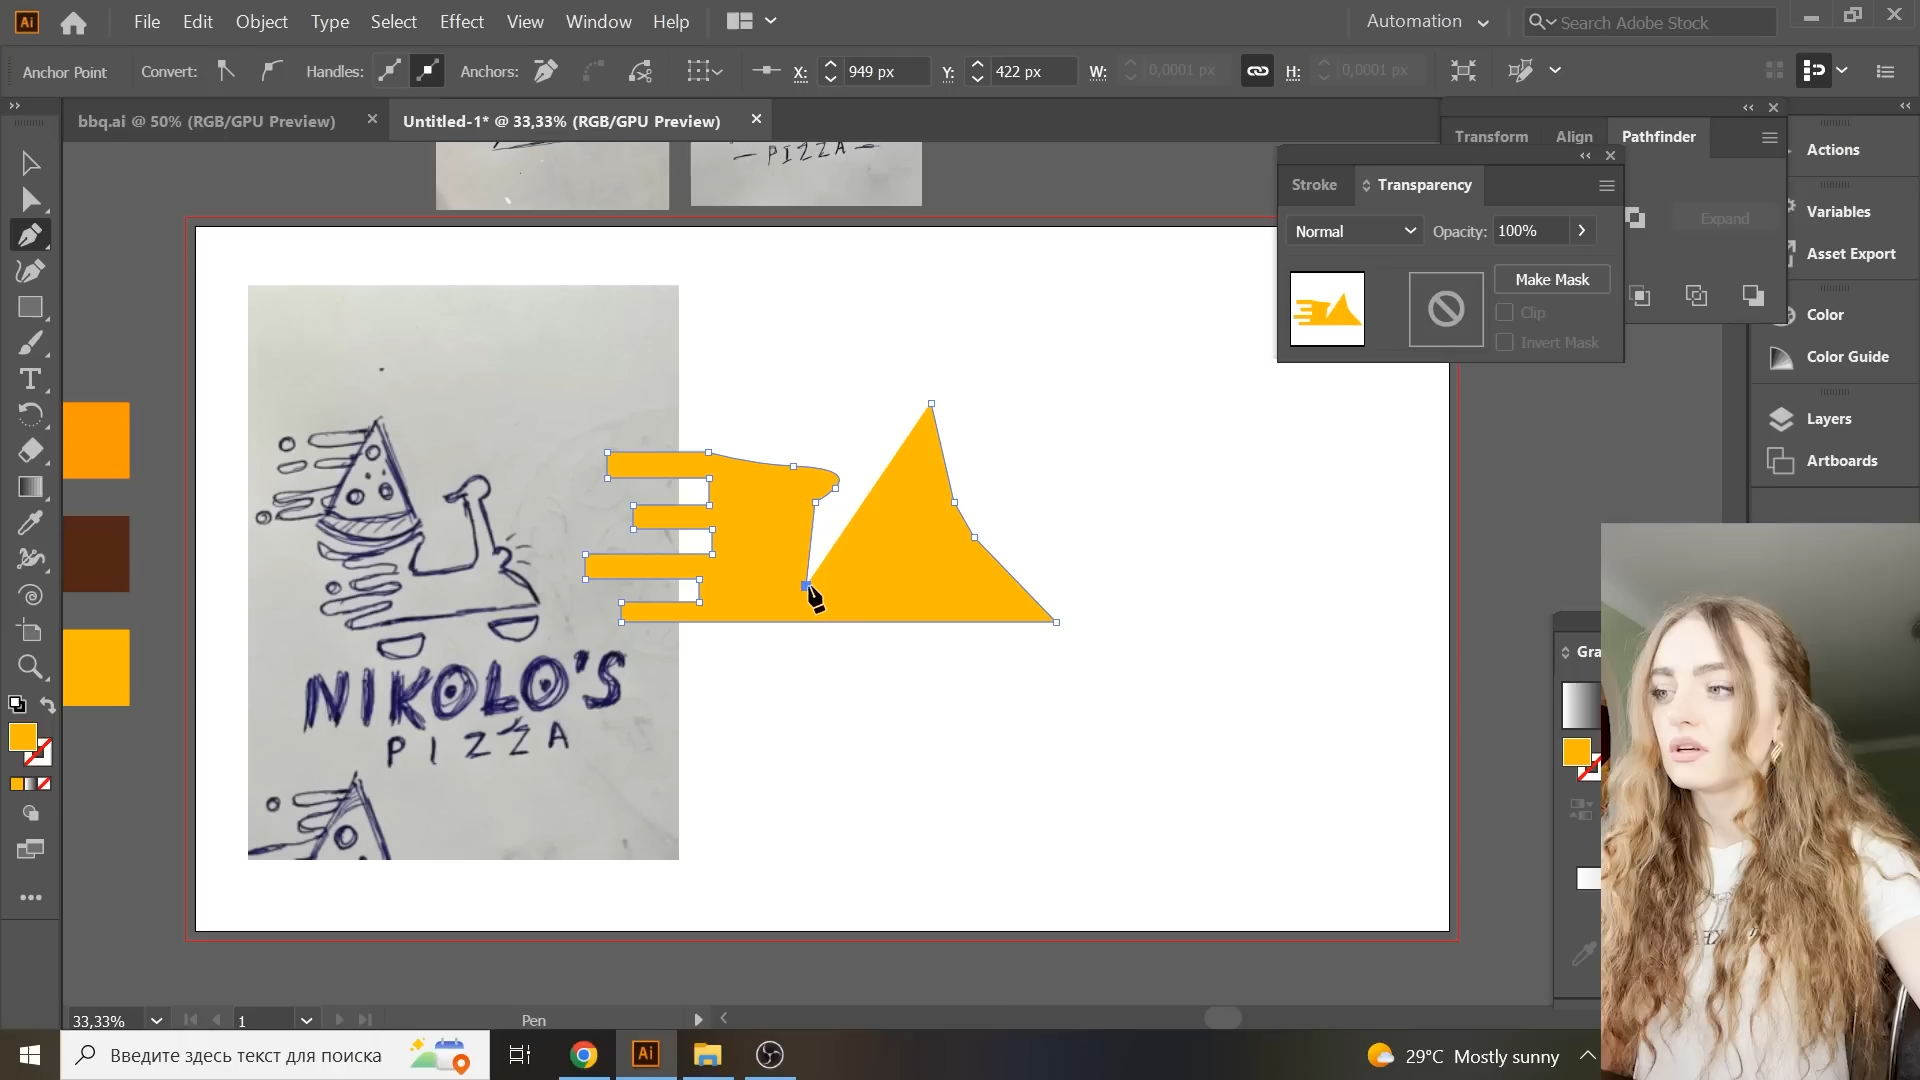 Ai File Edit Object Type Select Effect View Window Help Automation Search Adobe Stock
Anchor Point Convert: Handles: Anchors: X: 949 px Y: 422 px W: 0,0001 px H: 0,0001 px
bbq.ai @ 50% (RGB/GPU Preview) Untitled-1* @ 33,33% (RGB/GPU Preview)
Transform Align Pathfinder
Actions
Variables
Asset Export
Color
Color Guide
Layers
Artboards
Stroke Transparency
Normal Opacity: 100%
Expand
Make Mask
Clip
Invert Mask
— PIZZA —
NIKOLO'S
PIZZA
Gra
33,33% 1 Pen
Введите здесь текст для поиска
Ai
29°C Mostly sunny